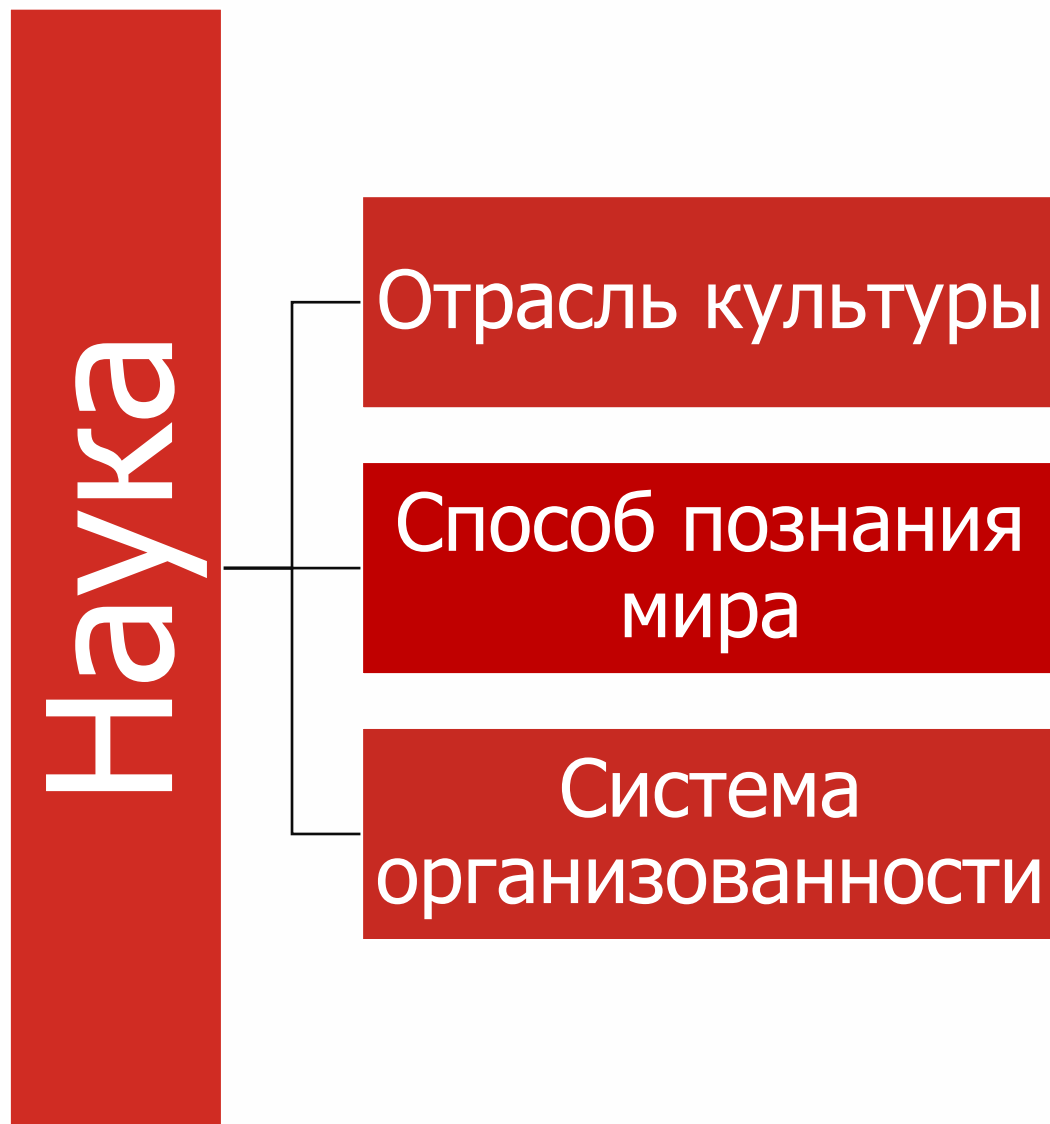 Наука
Отрасль культуры
Способ познания
мира
Система
организованности